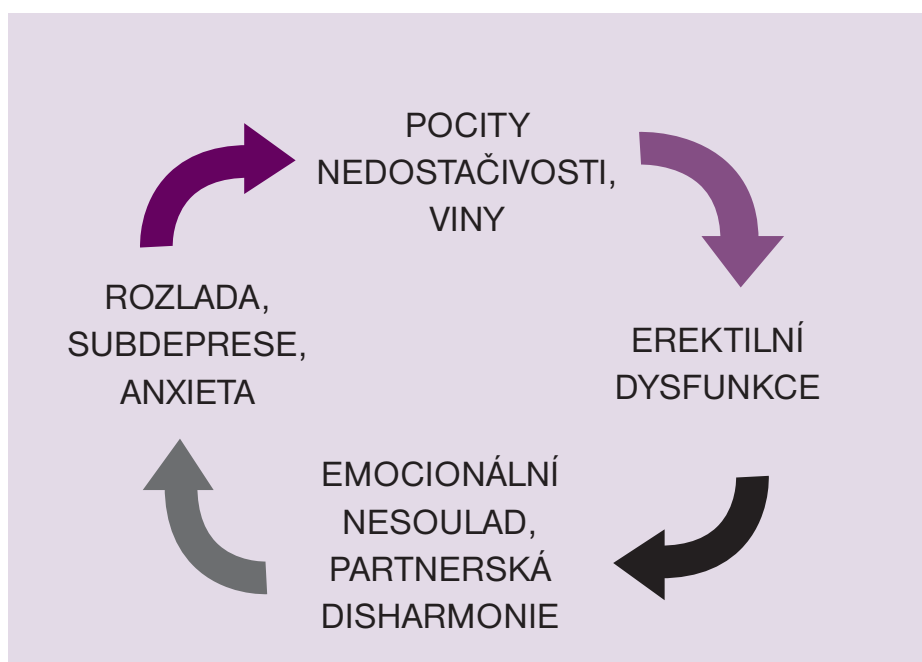 POCITY
NEDOSTAČIVOSTI,
VINY
EREKTILNÍ
DYSFUNKCE
EMOCIONÁLNÍ
NESOULAD,
PARTNERSKÁ
DISHARMONIE
ROZLADA,
SUBDEPRESE,
ANXIETA